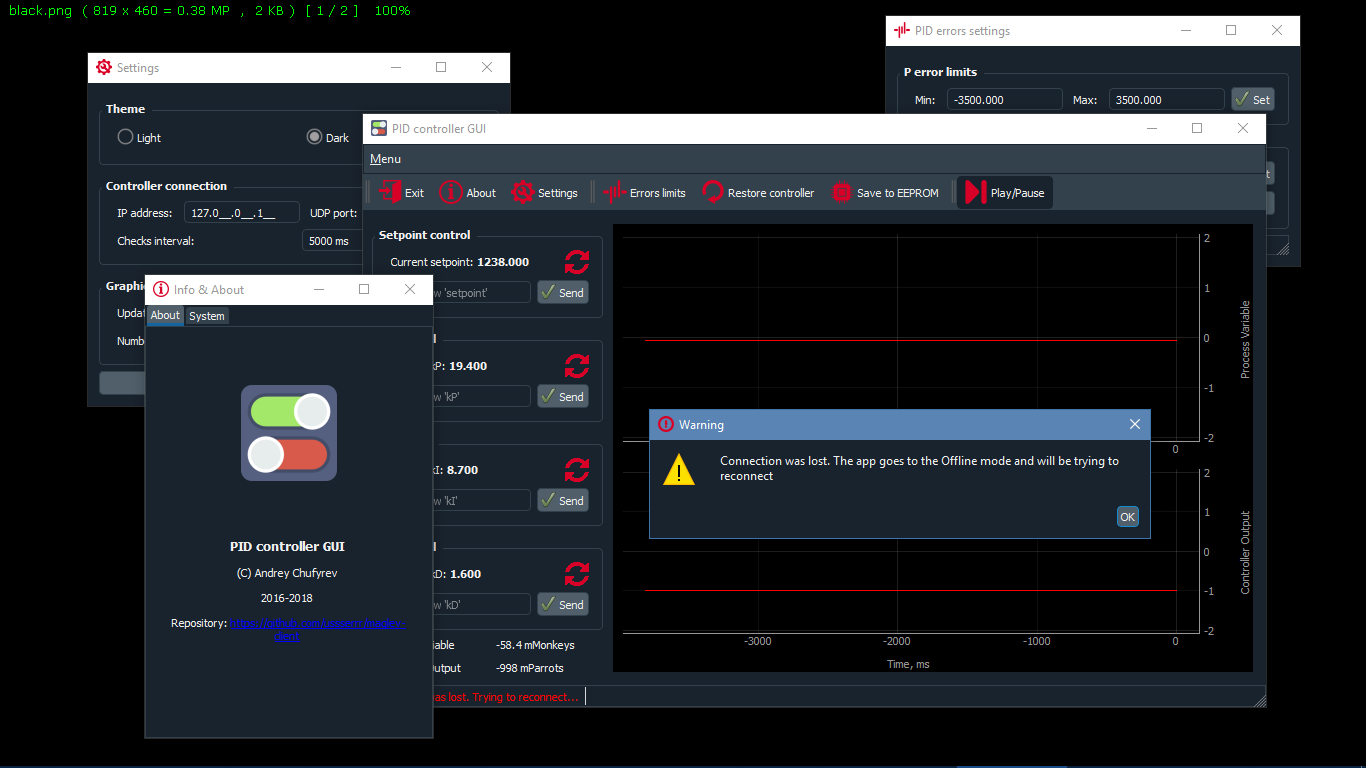 black.png ( 819 x 460 = 0.38 MP , 2 KB ) [ 1 / 2 ] 100%
PID errors settings
P error limits
Min: -3500.000 Max: 3500.000 Set
Settings
Theme
Light Dark
Controller connection
IP address: 127.0__.0__.1__ UDP port:
Checks interval: 5000 ms
PID controller GUI
Menu
Exit About Settings Errors limits Restore controller Save to EEPROM Play/Pause
Setpoint control
Current setpoint: 1238.000
'setpoint' Send
kP: 19.400
'kP' Send
kI: 8.700
'kI' Send
kD: 1.600
'kD' Send
-58.4 mMonkeys
Output -998 mParrots
was lost. Trying to reconnect...
2
1
0
-1
-2
Process Variable
0
2
1
0
-1
-2
Controller Output
-3000 -2000 -1000 0
Time, ms
Warning
Connection was lost. The app goes to the Offline mode and will be trying to
reconnect
OK
Info & About
About System
PID controller GUI
(C) Andrey Chufyrev
2016-2018
Repository: